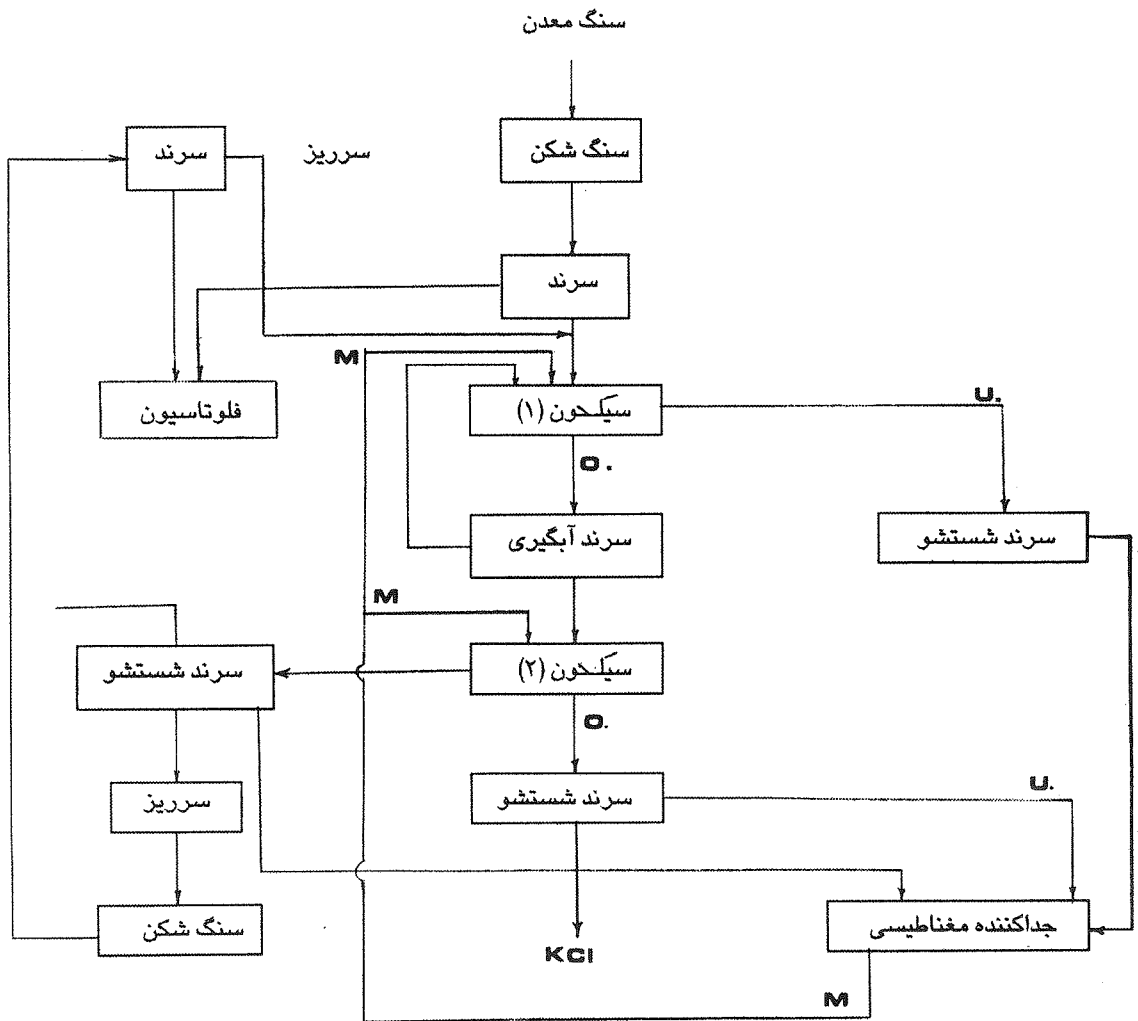 سنگ معدن
سنگ شکن
سرند
سرریز
سرند
M
سیکلون (۱)
U.
فلوتاسیون
O.
سرند آبگیری
سرند شستشو
M
سرند شستشو
سیکلون (۲)
O.
سرریز
سرند شستشو
U.
سنگ شکن
جداکننده مغناطیسی
KCl
M